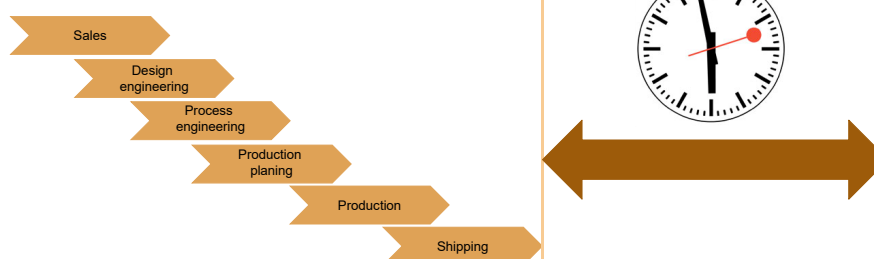 Sales
Design
engineering
Process
engineering
Production
planing
Production
Shipping